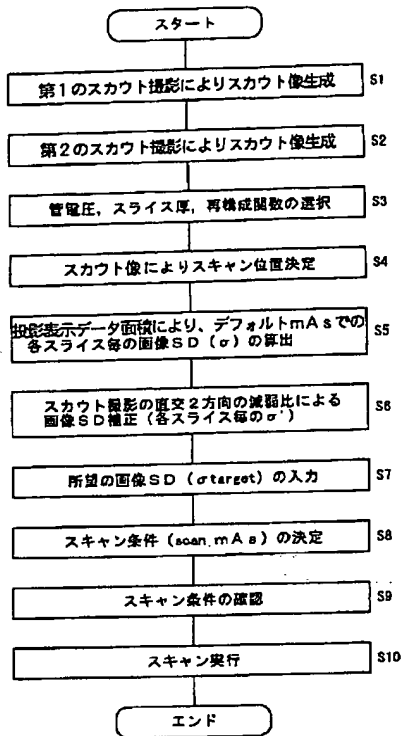 スタート
第1のスカウト撮影によりスカウト像生成
S1
第2のスカウト撮影によりスカウト像生成
S2
管電圧,スライス厚,再構成関数の選択
S3
スカウト像によりスキャン位置決定
S4
投影表示データ面積により、デフォルトmAsでの
各スライス毎の画像SD(σ)の算出
S5
スカウト撮影の直交2方向の減弱比による
画像SD補正(各スライス毎のσ')
S6
所望の画像SD(σtarget)の入力
S7
スキャン条件(scan.mAs)の決定
S8
スキャン条件の確認
S9
スキャン実行
S10
エンド